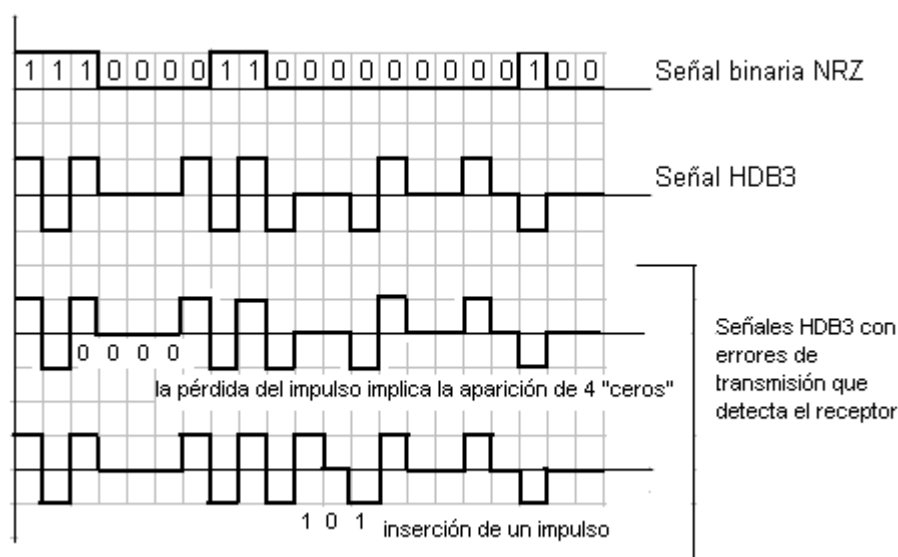 1 1 1 0 0 0 0 1 1 0 0 0 0 0 0 0 0 0 1 0 0
Señal binaria NRZ
Señal HDB3
0 0 0 0
la pérdida del impulso implica la aparición de 4 "ceros"
Señales HDB3 con
errores de
transmisión que
detecta el receptor
1 0 1
inserción de un impulso